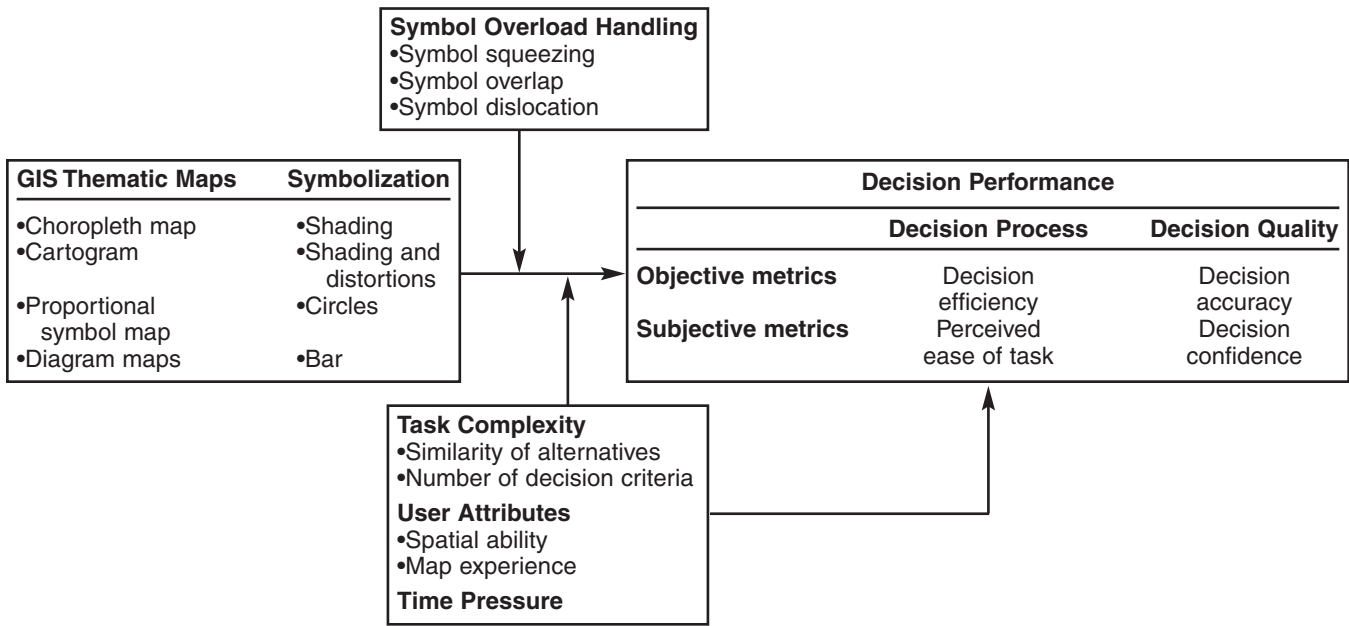 Symbol Overload Handling
•Symbol squeezing
•Symbol overlap
•Symbol dislocation
GIS Thematic Maps Symbolization
•Choropleth map •Shading
•Cartogram •Shading and
distortions
•Proportional •Circles
symbol map
•Diagram maps •Bar
Decision Performance
Decision Process Decision Quality
Objective metrics Decision Decision
efficiency accuracy
Subjective metrics Perceived Decision
ease of task confidence
Task Complexity
•Similarity of alternatives
•Number of decision criteria
User Attributes
•Spatial ability
•Map experience
Time Pressure